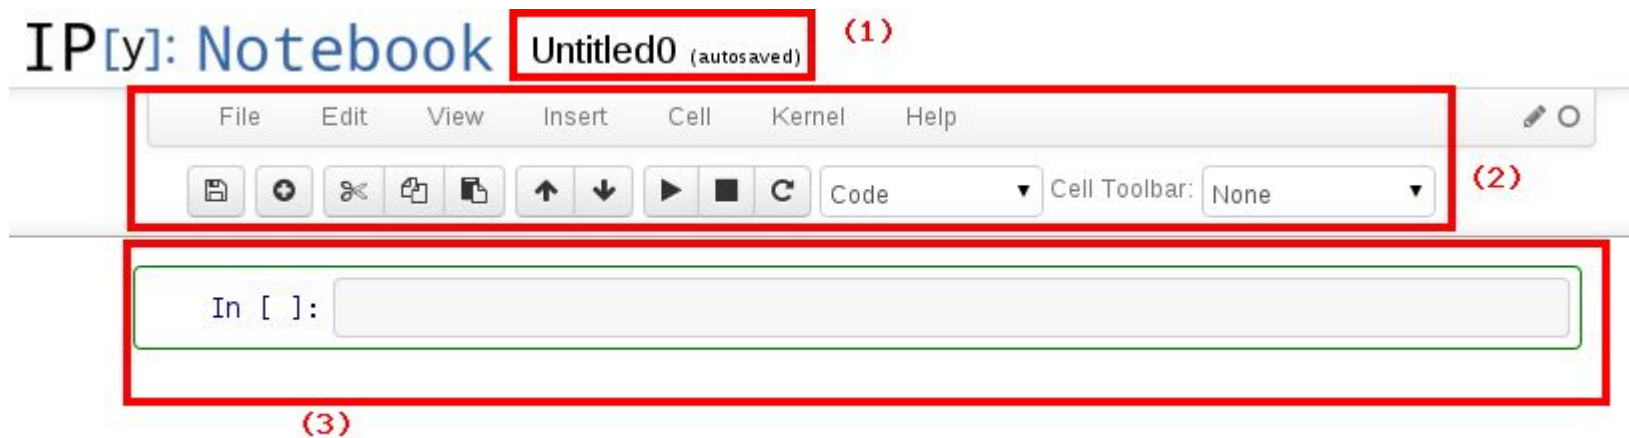 IP[y]: Notebook Untitled0 (autosaved) (1)
File Edit View Insert Cell Kernel Help
Code Cell Toolbar: None (2)
In [ ]:
(3)